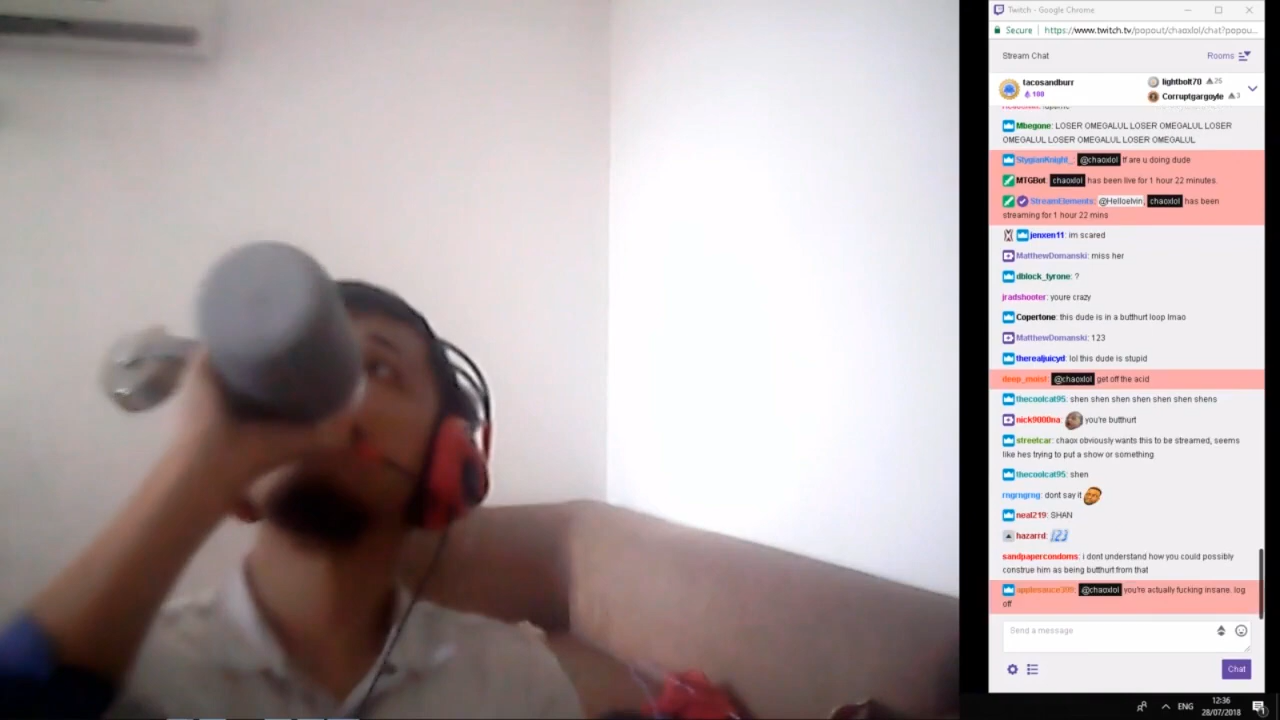 Twitch - Google Chrome
Secure https://www.twitch.tv/popout/chaoxlol/chat?popou...
Stream Chat Rooms
tacosandburr lightbolt70 25
100 Corruptgargoyle 3
Mbegone: LOSER OMEGALUL LOSER OMEGALUL LOSER
OMEGALUL LOSER OMEGALUL LOSER OMEGALUL
StygianKnight_: @chaoxlol tf are u doing dude
MTGBot: chaoxlol has been live for 1 hour 22 minutes.
StreamElements: @Helloelvin, chaoxlol has been
streaming for 1 hour 22 mins
jenxen11: im scared
MatthewDomanski: miss her
dblock_tyrone: ?
jradshooter: youre crazy
Copertone: this dude is in a butthurt loop lmao
MatthewDomanski: 123
therealjuicyd: lol this dude is stupid
deep_moist: @chaoxlol get off the acid
thecoolcat95: shen shen shen shen shen shen shens
nick9000na: you're butthurt
streetcar: chaox obviously wants this to be streamed, seems
like hes trying to put a show or something
thecoolcat95: shen
rngrngrng: dont say it
neal219: SHAN
hazarrd: 123
sandpapercondoms: i dont understand how you could possibly
construe him as being butthurt from that
applesauce309: @chaoxlol you're actually fucking insane. log
off
Send a message
Chat
ENG 12:36
28/07/2018